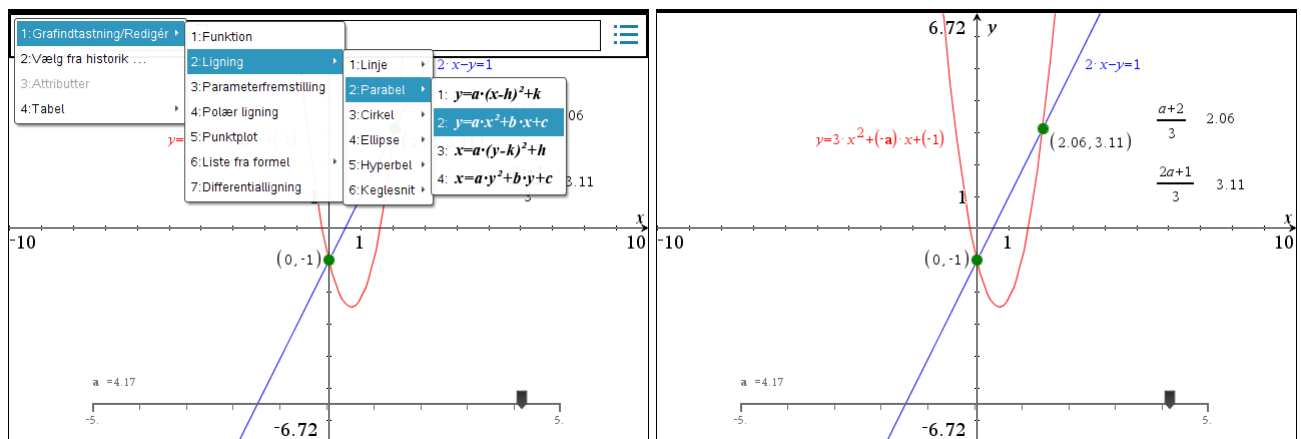 1:Grafindtastning/Redigér
2:Vælg fra historik ...
3:Attributter
4:Tabel
1:Funktion
2:Ligning
3:Parameterfremstilling
4:Polær ligning
5:Punktplot
6:Liste fra formel
7:Differentialligning
1:Linje
2:Parabel
3:Cirkel
4:Ellipse
5:Hyperbel
6:Keglesnit
1: y=a·(x-h)²+k
2: y=a·x²+b·x+c
3: x=a·(y-k)²+h
4: x=a·y²+b·y+c
2·x-y=1
06
y=
3.11
3
1
x
-10
1
10
(0,-1)
a =4.17
-5.
5.
-6.72
6.72 y
2·x-y=1
a+2
3
2.06
y=3·x²+(-a)·x+(-1)
(2.06,3.11)
2a+1
3
3.11
1
x
-10
1
10
(0,-1)
a =4.17
-5.
5.
-6.72